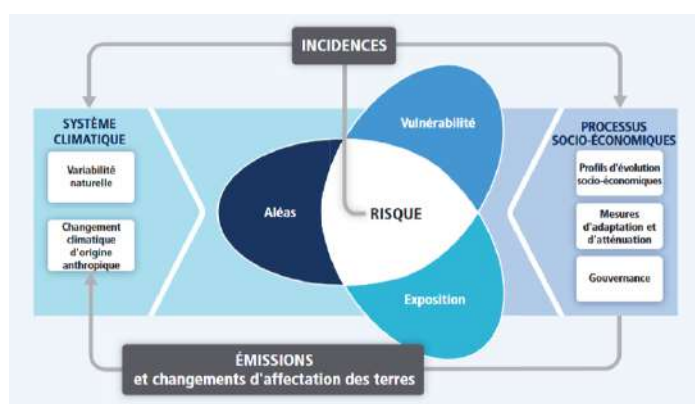 INCIDENCES
SYSTÈME
CLIMATIQUE
Variabilité
naturelle
Changement
climatique
d'origine
anthropique
Vulnérabilité
Aléas
RISQUE
Exposition
PROCESSUS
SOCIO-ÉCONOMIQUES
Profils d'évolution
socio-économiques
Mesures
d'adaptation et
d'atténuation
Gouvernance
ÉMISSIONS
et changements d'affectation des terres